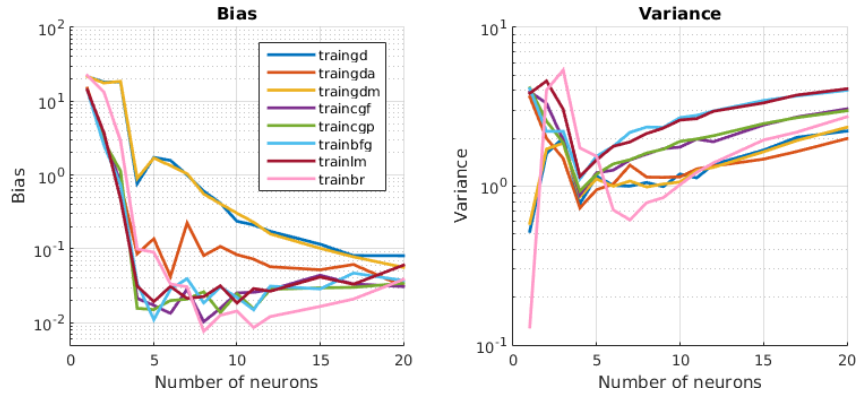 Bias
10^2
10^1
10^0
10^-1
10^-2
Bias
0
5
10
15
20
Number of neurons
traingd
traingda
traingdm
traincgf
traincgp
trainbfg
trainlm
trainbr
Variance
10^1
10^0
10^-1
Variance
0
5
10
15
20
Number of neurons